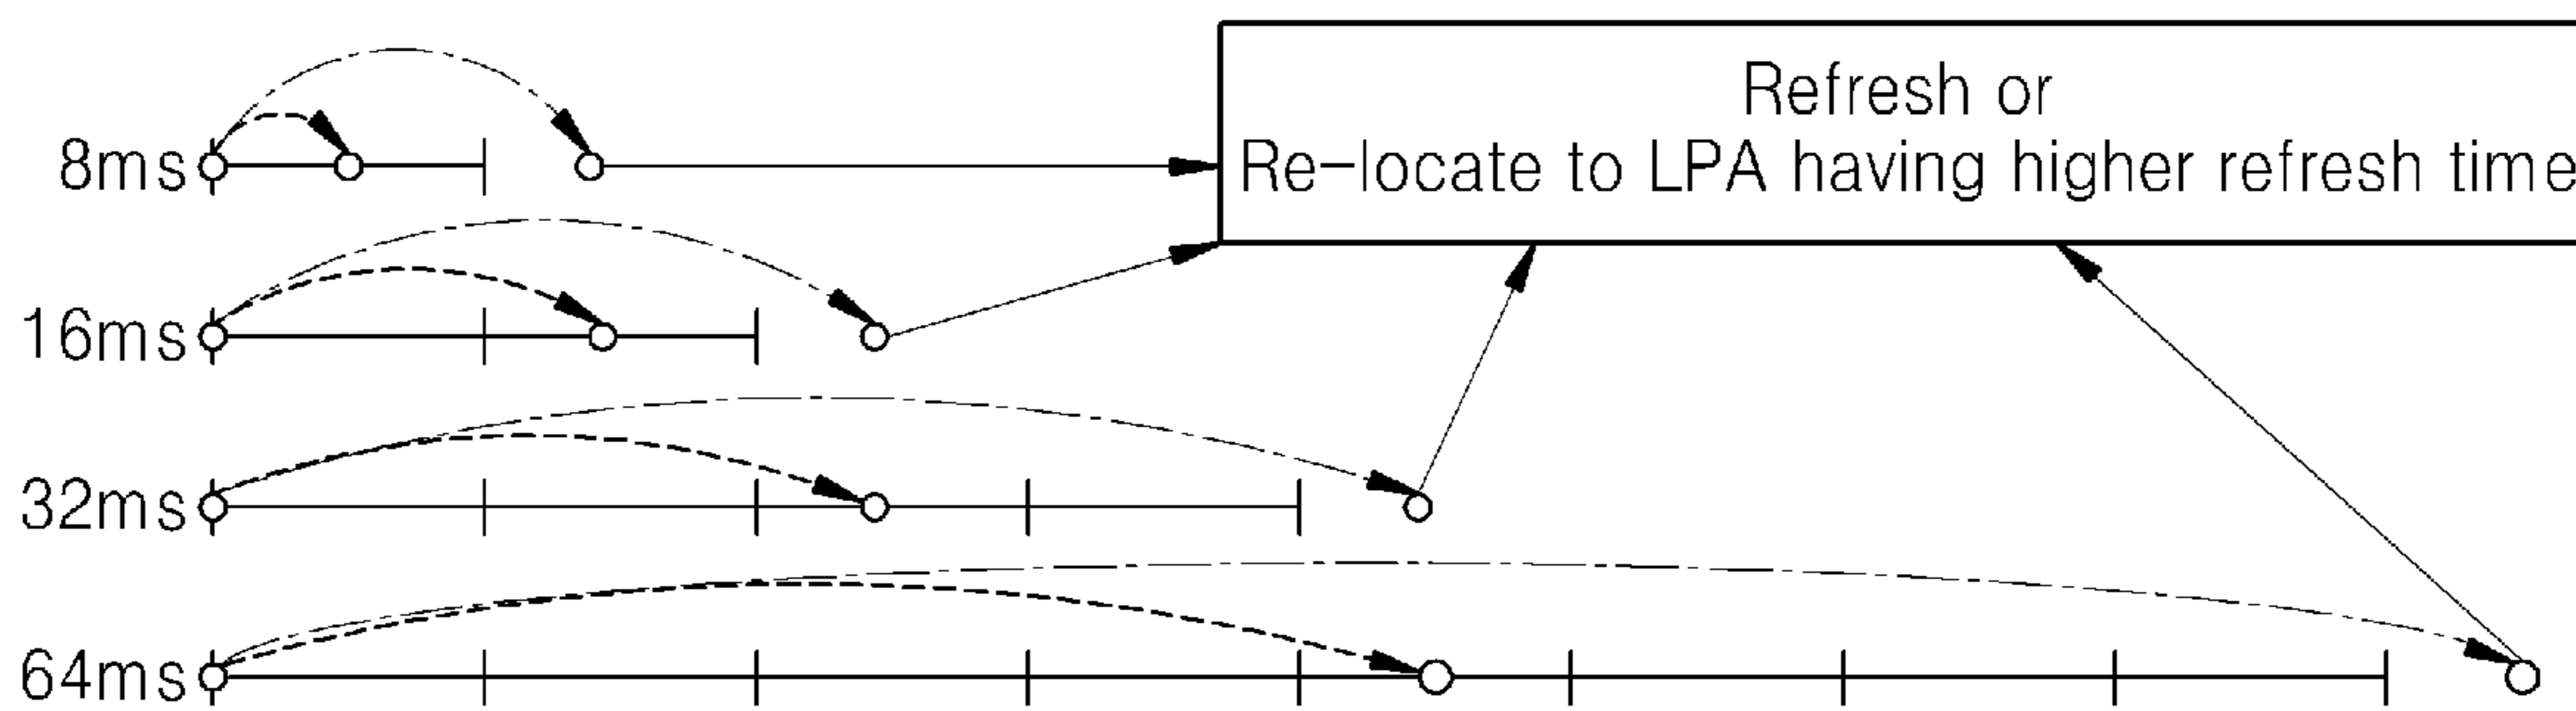 Refresh or
Re-locate to LPA having higher refresh time
8ms
16ms
32ms
64ms